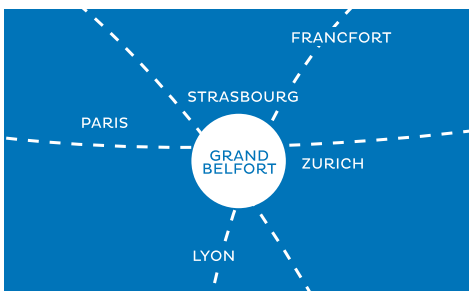 FRANCFORT
STRASBOURG
PARIS
GRAND
BELFORT
ZURICH
LYON